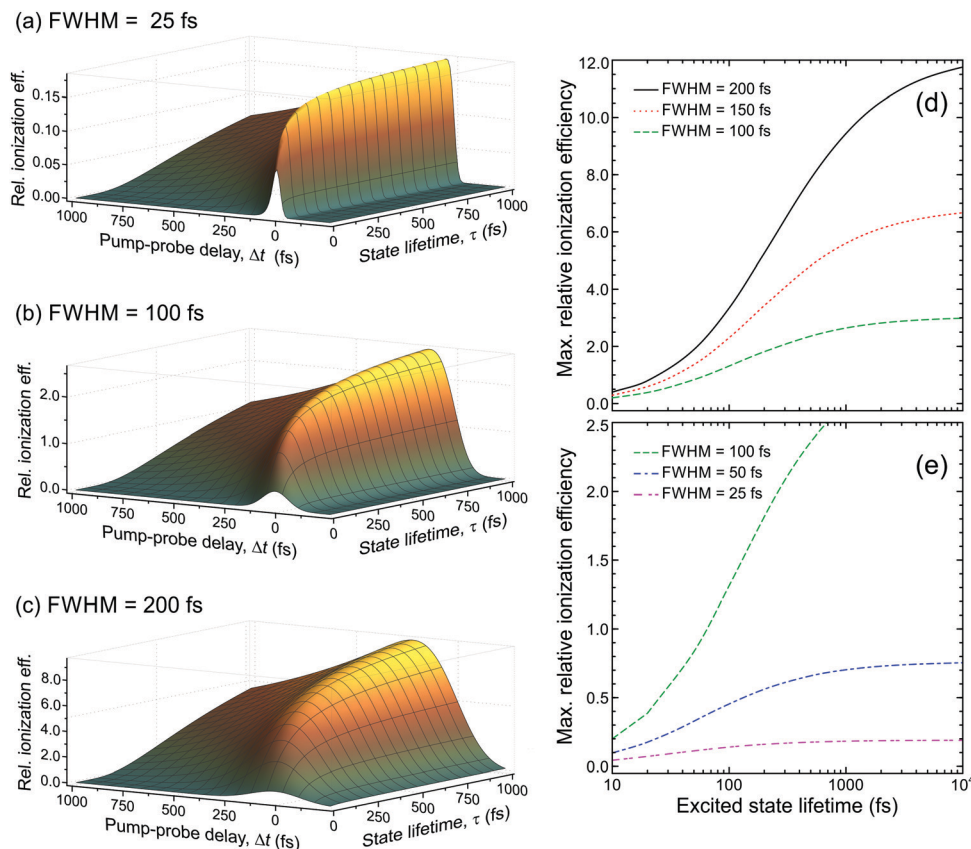 (a) FWHM = 25 fs
Rel. ionization eff.
0.15
0.10
0.05
0.00
1000
750
500
250
0
Pump-probe delay, Δt (fs)
0
250
500
750
1000
State lifetime, τ (fs)
(b) FWHM = 100 fs
Rel. ionization eff.
2.0
1.0
0.0
1000
750
500
250
0
Pump-probe delay, Δt (fs)
0
250
500
750
1000
State lifetime, τ (fs)
(c) FWHM = 200 fs
Rel. ionization eff.
8.0
6.0
4.0
2.0
0.0
1000
750
500
250
0
Pump-probe delay, Δt (fs)
0
250
500
750
1000
State lifetime, τ (fs)
(d)
FWHM = 200 fs
FWHM = 150 fs
FWHM = 100 fs
Max. relative ionization efficiency
12.0
10.0
8.0
6.0
4.0
2.0
0.0
(e)
FWHM = 100 fs
FWHM = 50 fs
FWHM = 25 fs
Max. relative ionization efficiency
2.5
2.0
1.5
1.0
0.5
0.0
10
100
1000
10⁴
Excited state lifetime (fs)